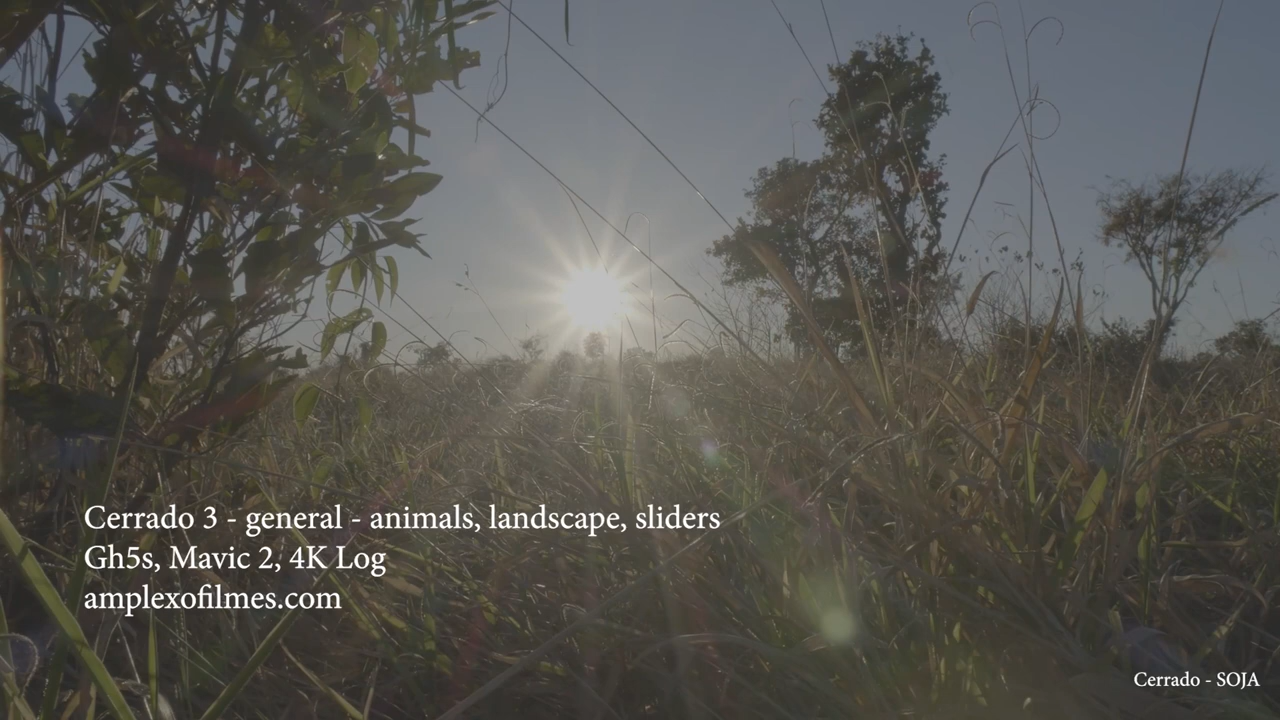 Cerrado 3 - general - animals, landscape, sliders
Gh5s, Mavic 2, 4K Log
amplexofilmes.com
Cerrado - SOJA